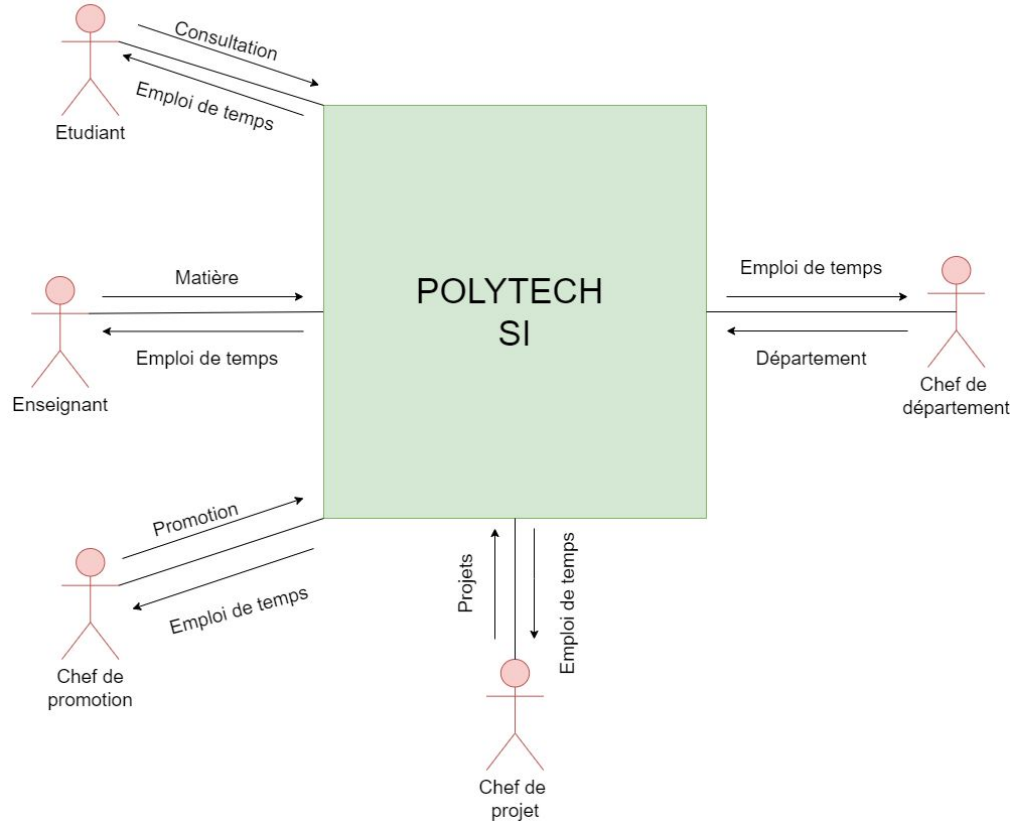 Consultation
Emploi de temps
Etudiant
POLYTECH
SI
Matière
Emploi de temps
Enseignant
Emploi de temps
Département
Chef de
département
Promotion
Emploi de temps
Chef de
promotion
Projets
Emploi de temps
Chef de
projet